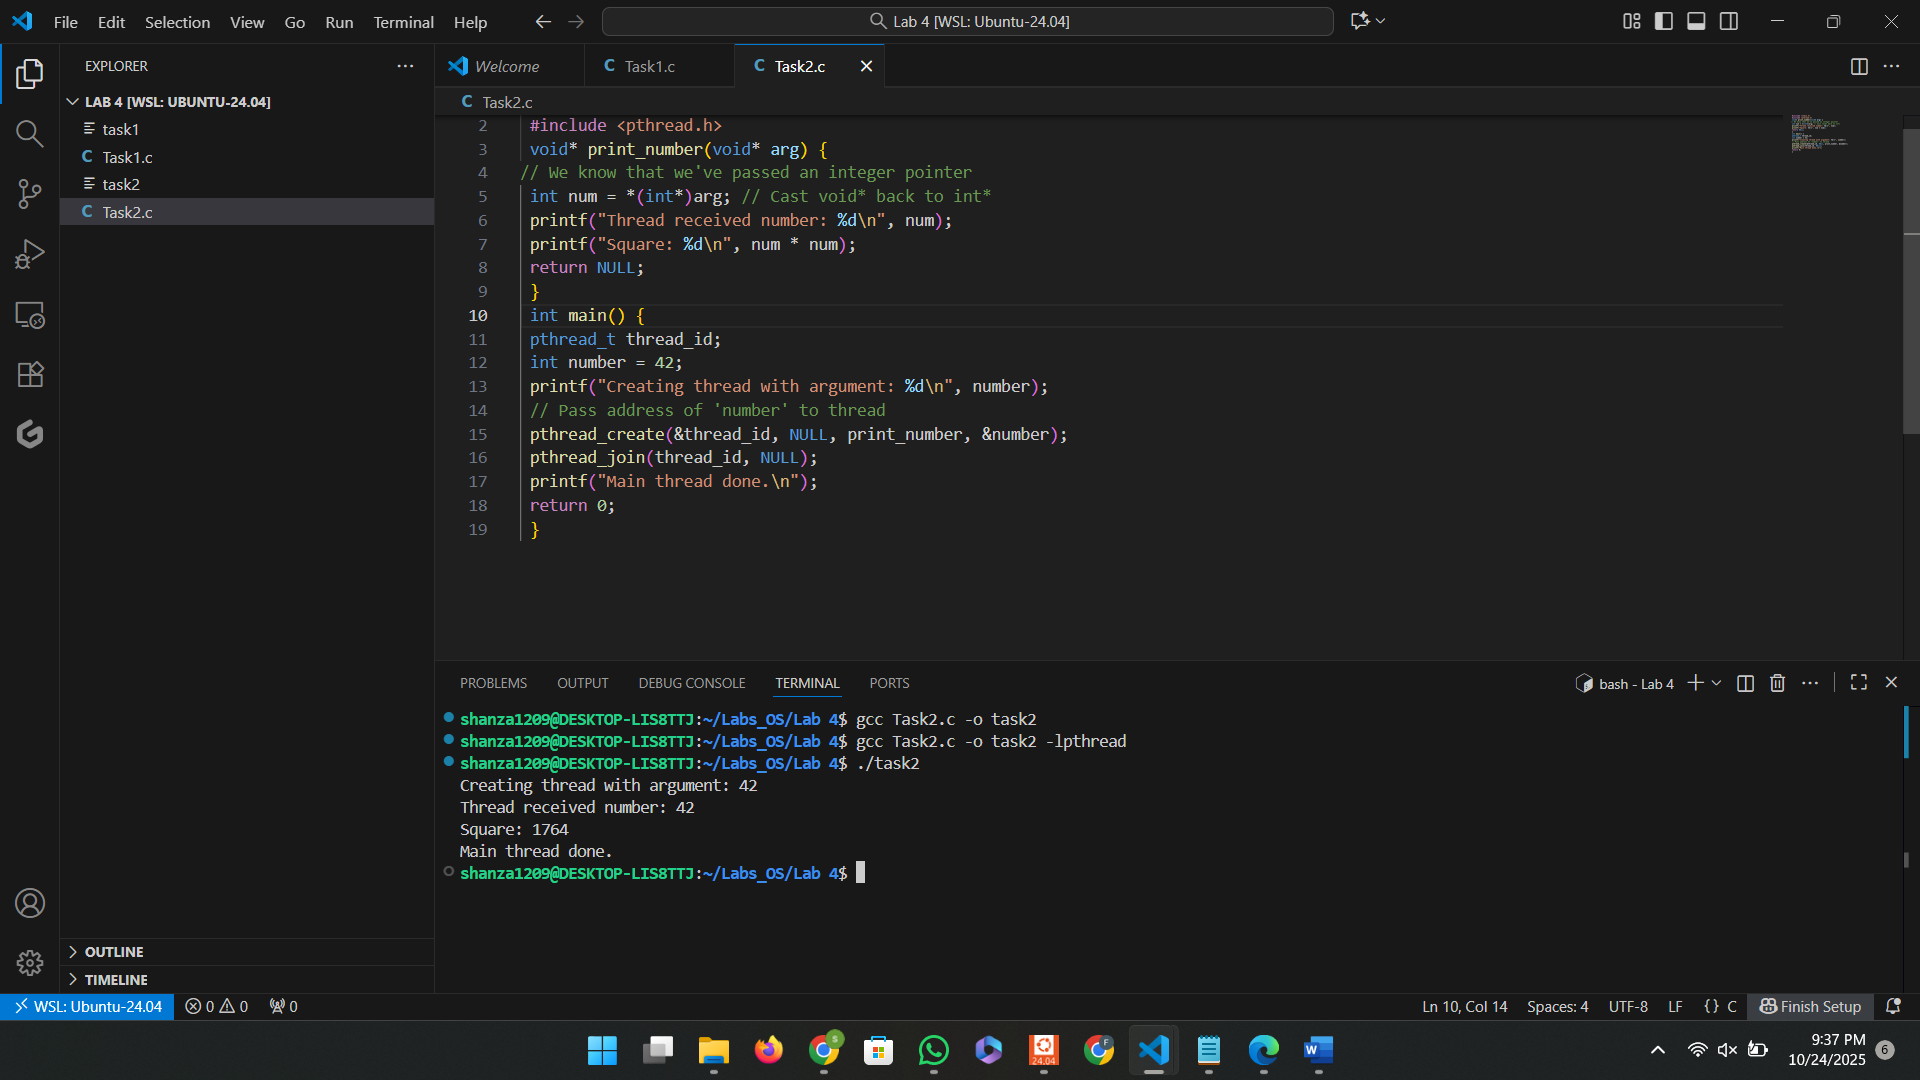 File Edit Selection View Go Run Terminal Help
Lab 4 [WSL: Ubuntu-24.04]
EXPLORER
LAB 4 [WSL: UBUNTU-24.04]
task1
C Task1.c
task2
C Task2.c
OUTLINE
TIMELINE
Welcome
C Task1.c
C Task2.c
C Task2.c
2 #include <pthread.h>
3 void* print_number(void* arg) {
4 // We know that we've passed an integer pointer
5 int num = *(int*)arg; // Cast void* back to int*
6 printf("Thread received number: %d\n", num);
7 printf("Square: %d\n", num * num);
8 return NULL;
9 }
10 int main() {
11 pthread_t thread_id;
12 int number = 42;
13 printf("Creating thread with argument: %d\n", number);
14 // Pass address of 'number' to thread
15 pthread_create(&thread_id, NULL, print_number, &number);
16 pthread_join(thread_id, NULL);
17 printf("Main thread done.\n");
18 return 0;
19 }
PROBLEMS OUTPUT DEBUG CONSOLE TERMINAL PORTS
bash - Lab 4
shanza1209@DESKTOP-LIS8TTJ:~/Labs_OS/Lab 4$ gcc Task2.c -o task2
shanza1209@DESKTOP-LIS8TTJ:~/Labs_OS/Lab 4$ gcc Task2.c -o task2 -lpthread
shanza1209@DESKTOP-LIS8TTJ:~/Labs_OS/Lab 4$ ./task2
Creating thread with argument: 42
Thread received number: 42
Square: 1764
Main thread done.
shanza1209@DESKTOP-LIS8TTJ:~/Labs_OS/Lab 4$
WSL: Ubuntu-24.04 0 0 0
Ln 10, Col 14 Spaces: 4 UTF-8 LF {} C Finish Setup
S
24.04
F
W
9:37 PM
10/24/2025
6